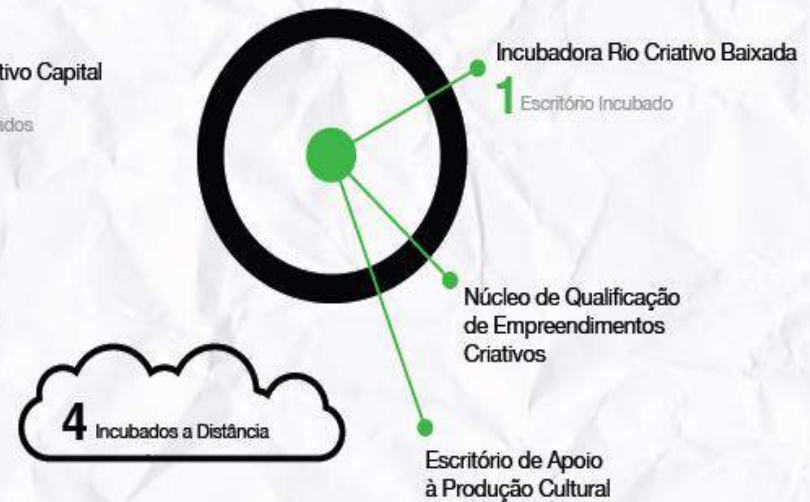 tivo Capital
ados
Incubadora Rio Criativo Baixada
1 Escritório Incubado
Núcleo de Qualificação
de Empreendimentos
Criativos
4 Incubados a Distância
Escritório de Apoio
à Produção Cultural